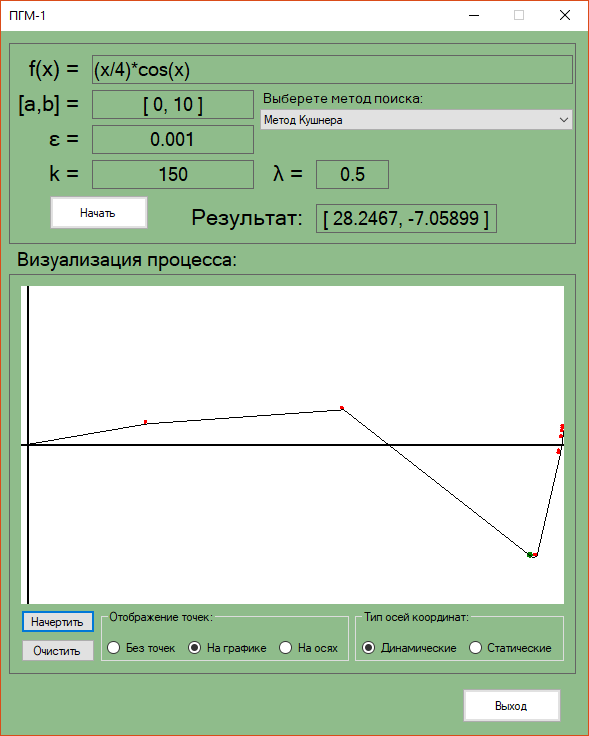 ПГМ-1
f(x) = (x/4)*cos(x)
[a,b] = [ 0, 10 ] Выберете метод поиска:
Метод Кушнера
ε = 0.001
k = 150 λ = 0.5
Начать Результат: [ 28.2467, -7.05899 ]
Визуализация процесса:
Начертить Отображение точек: Тип осей координат:
Очистить Без точек На графике На осях Динамические Статические
Выход